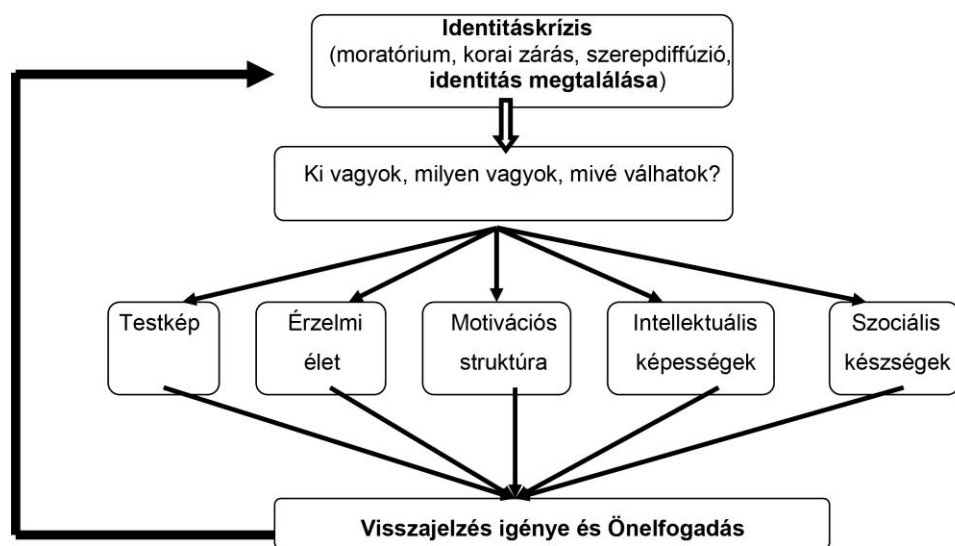 Identitáskrízis
(moratórium, korai zárás, szerepdiffúzió,
identitás megtalálása)
Ki vagyok, milyen vagyok, mivé válhatok?
Testkép
Érzelmi
élet
Motivációs
struktúra
Intellektuális
képességek
Szociális
készségek
Visszajelzés igénye és Önelfogadás